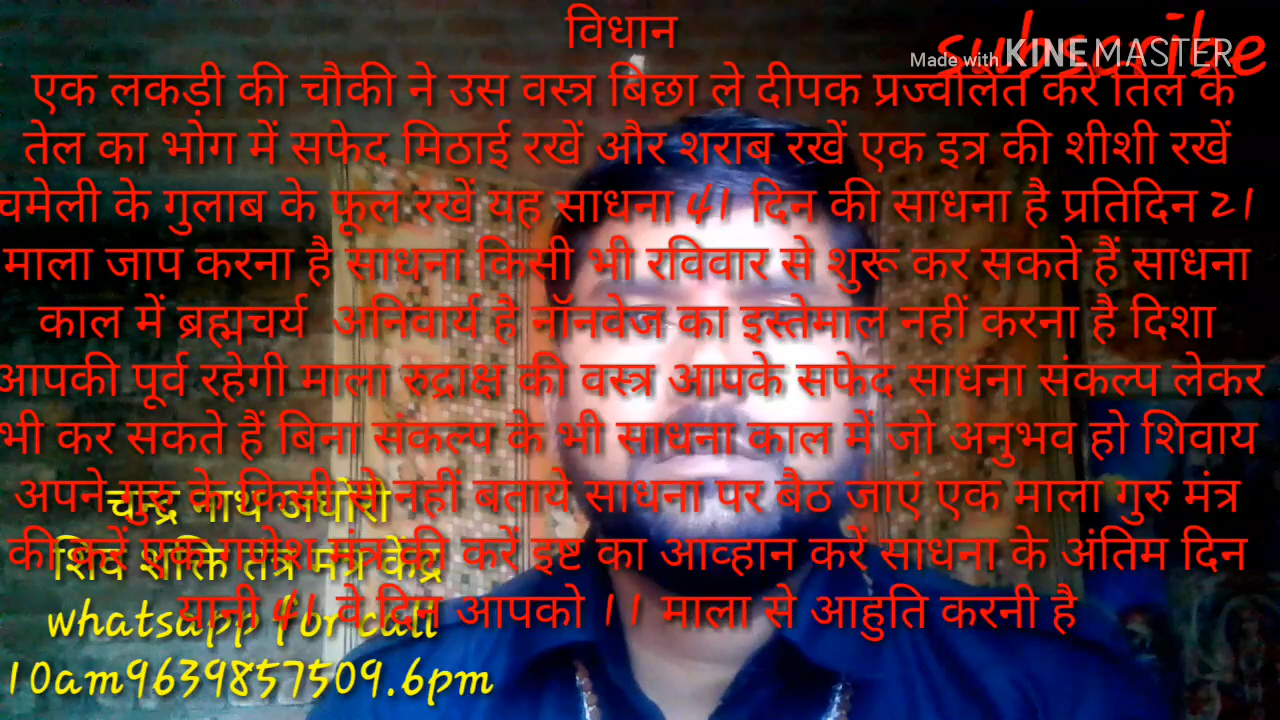 विधान
subscribe
Made with KINEMASTER
एक लकड़ी की चौकी ने उस वस्त्र बिछा ले दीपक प्रज्वलित करें तिल के
तेल का भोग में सफेद मिठाई रखें और शराब रखें एक इत्र की शीशी रखें
चमेली के गुलाब के फूल रखें यह साधना 41 दिन की साधना है प्रतिदिन 21
माला जाप करना है साधना किसी भी रविवार से शुरू कर सकते हैं साधना
काल में ब्रह्मचर्य अनिवार्य है नॉनवेज का इस्तेमाल नहीं करना है दिशा
आपकी पूर्व रहेगी माला रुद्राक्ष की वस्त्र आपके सफेद साधना संकल्प लेकर
भी कर सकते हैं बिना संकल्प के भी साधना काल में जो अनुभव हो शिवाय
अपने गुरु के किसी से नहीं बताये साधना पर बैठ जाएं एक माला गुरु मंत्र
की करें एक गणेश मंत्र की करें इष्ट का आव्हान करें साधना के अंतिम दिन
यानी 41 वे दिन आपको 11 माला से आहुति करनी है
चन्द्र नाथ अघोरी
शिव शक्ति तंत्र मंत्र केंद्र
whatsapp for call
10am9639857509.6pm